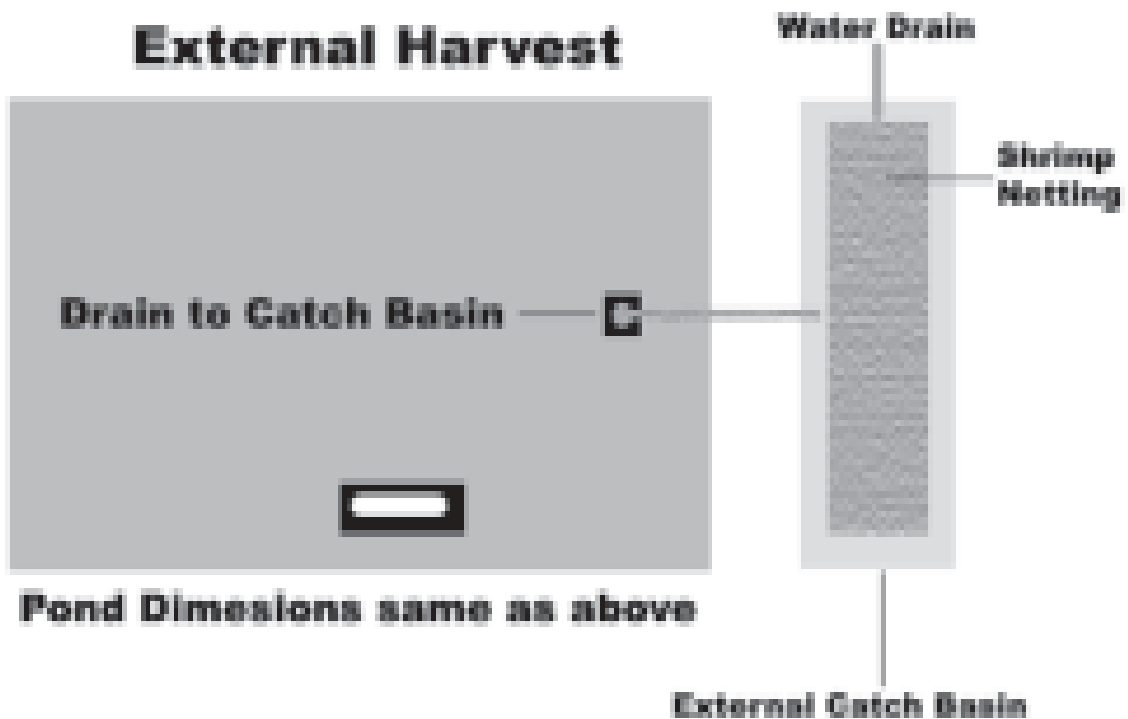 External Harvest
Water Drain
Shrimp
Netting
Drain to Catch Basin
Pond Dimesions same as above
External Catch Basin